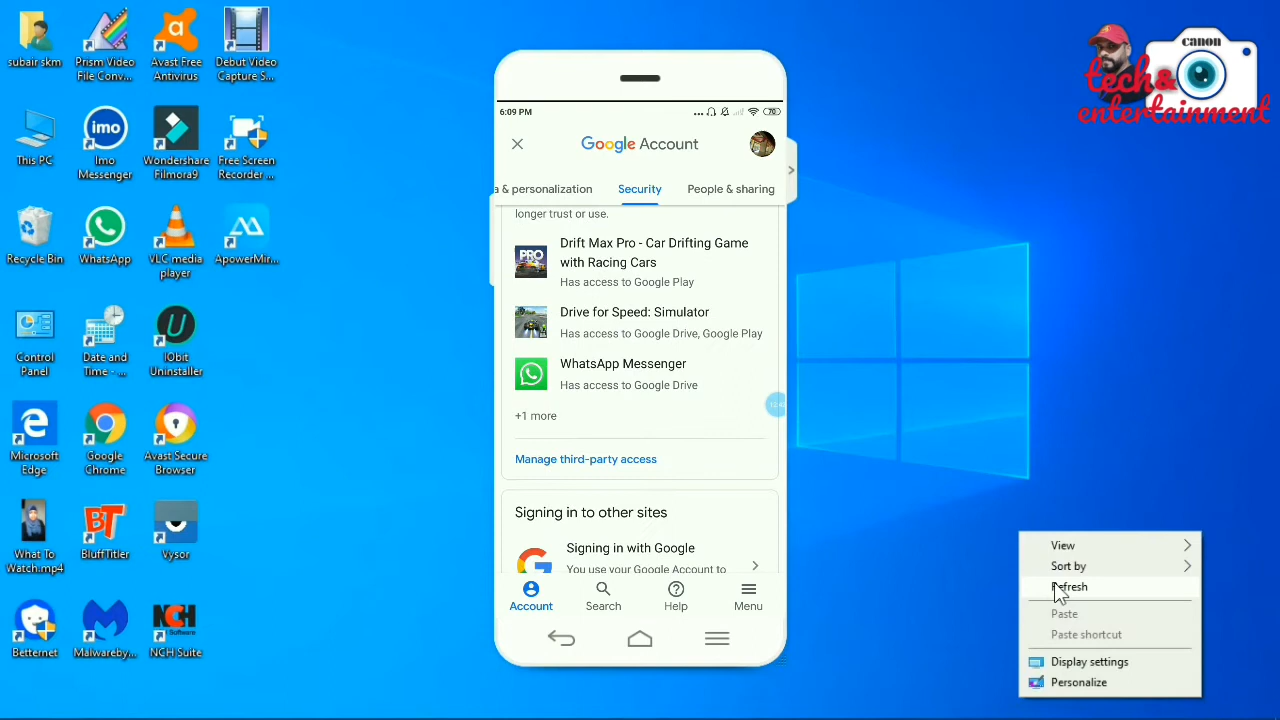 subair skm
Prism Video
File Conv...
Avast Free
Antivirus
Debut Video
Capture S...
This PC
imo
Imo
Messenger
Wondershare
Filmora9
Free Screen
Recorder ...
Recycle Bin
WhatsApp
VLC media
player
ApowerMir...
Control
Panel
Date and
Time - ...
IObit
Uninstaller
Microsoft
Edge
Google
Chrome
Avast Secure
Browser
What To
Watch.mp4
BT
BluffTitler
Vysor
Betternet
Malwareby...
NCH
Software
NCH Suite
6:09 PM
70
Google Account
a & personalization
Security
People & sharing
longer trust or use.
PRO
Drift Max Pro - Car Drifting Game
with Racing Cars
Has access to Google Play
Drive for Speed: Simulator
Has access to Google Drive, Google Play
WhatsApp Messenger
Has access to Google Drive
+1 more
Manage third-party access
Signing in to other sites
Signing in with Google
You use your Google Account to
Account
Search
Help
Menu
canon
tech&
entertainment
View
Sort by
Refresh
Paste
Paste shortcut
Display settings
Personalize